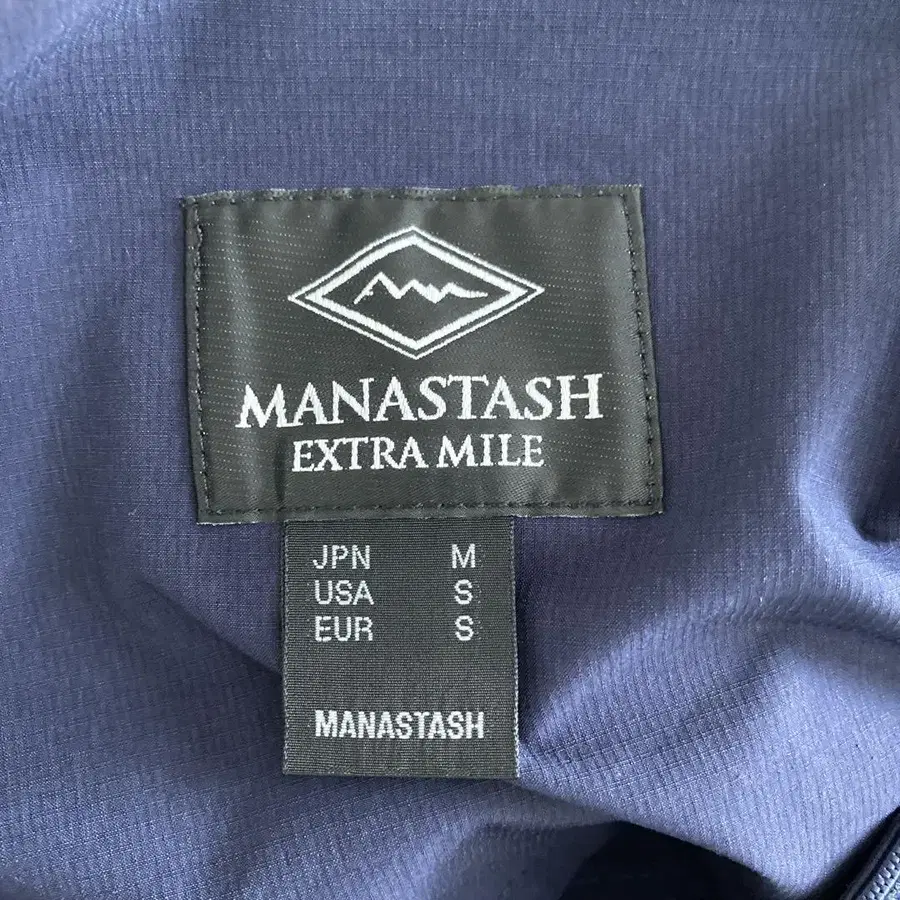 MANASTASH
EXTRA MILE
JPN M
USA S
EUR S
MANASTASH